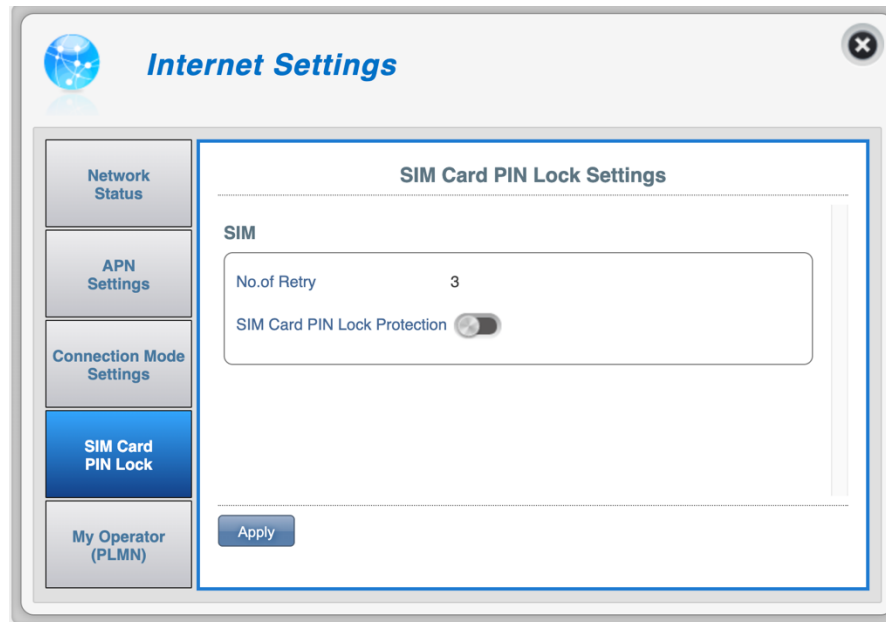 Internet Settings
Network
Status
APN
Settings
Connection Mode
Settings
SIM Card
PIN Lock
My Operator
(PLMN)
SIM Card PIN Lock Settings
SIM
No.of Retry 3
SIM Card PIN Lock Protection
Apply